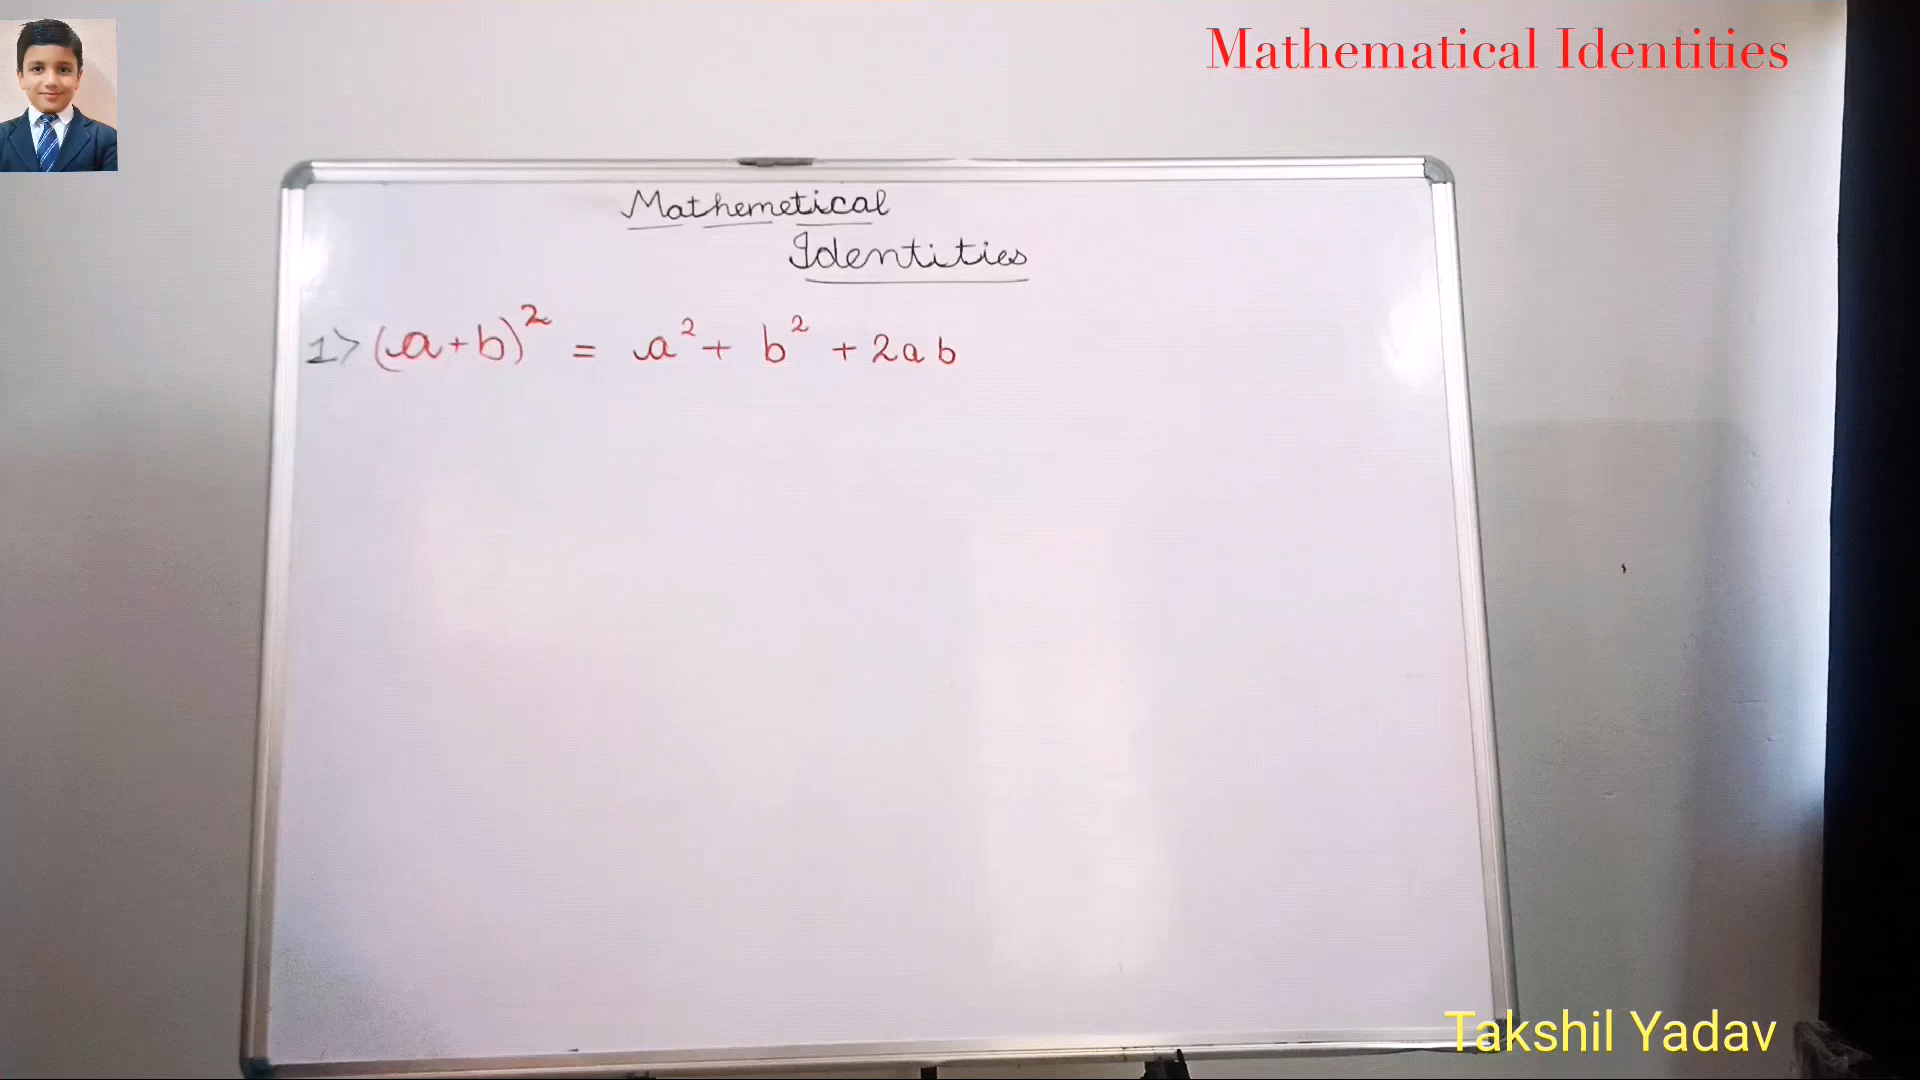 Mathematical Identities
Mathemetical
Identities
1> (a+b)² = a² + b² + 2ab
Takshil Yadav